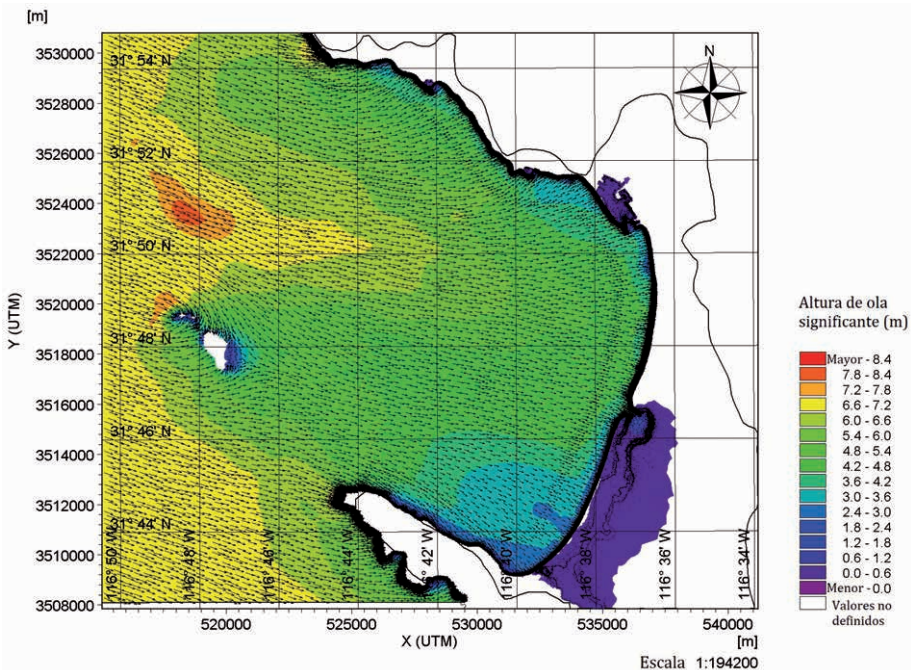 [m]
3530000
3528000
3526000
3524000
3522000
3520000
3518000
3516000
3514000
3512000
3510000
3508000
Y (UTM)
31° 54' N
31° 52' N
31° 50' N
31° 48' N
31° 46' N
31° 44' N
116° 50' W
116° 48' W
116° 46' W
116° 44' W
116° 42' W
116° 40' W
116° 38' W
116° 36' W
116° 34' W
520000
525000
530000
535000
540000
X (UTM)
[m]
Escala 1:194200
N
Altura de ola
significante (m)
Mayor - 8.4
7.8 - 8.4
7.2 - 7.8
6.6 - 7.2
6.0 - 6.6
5.4 - 6.0
4.8 - 5.4
4.2 - 4.8
3.6 - 4.2
3.0 - 3.6
2.4 - 3.0
1.8 - 2.4
1.2 - 1.8
0.6 - 1.2
0.0 - 0.6
Menor - 0.0
Valores no
definidos